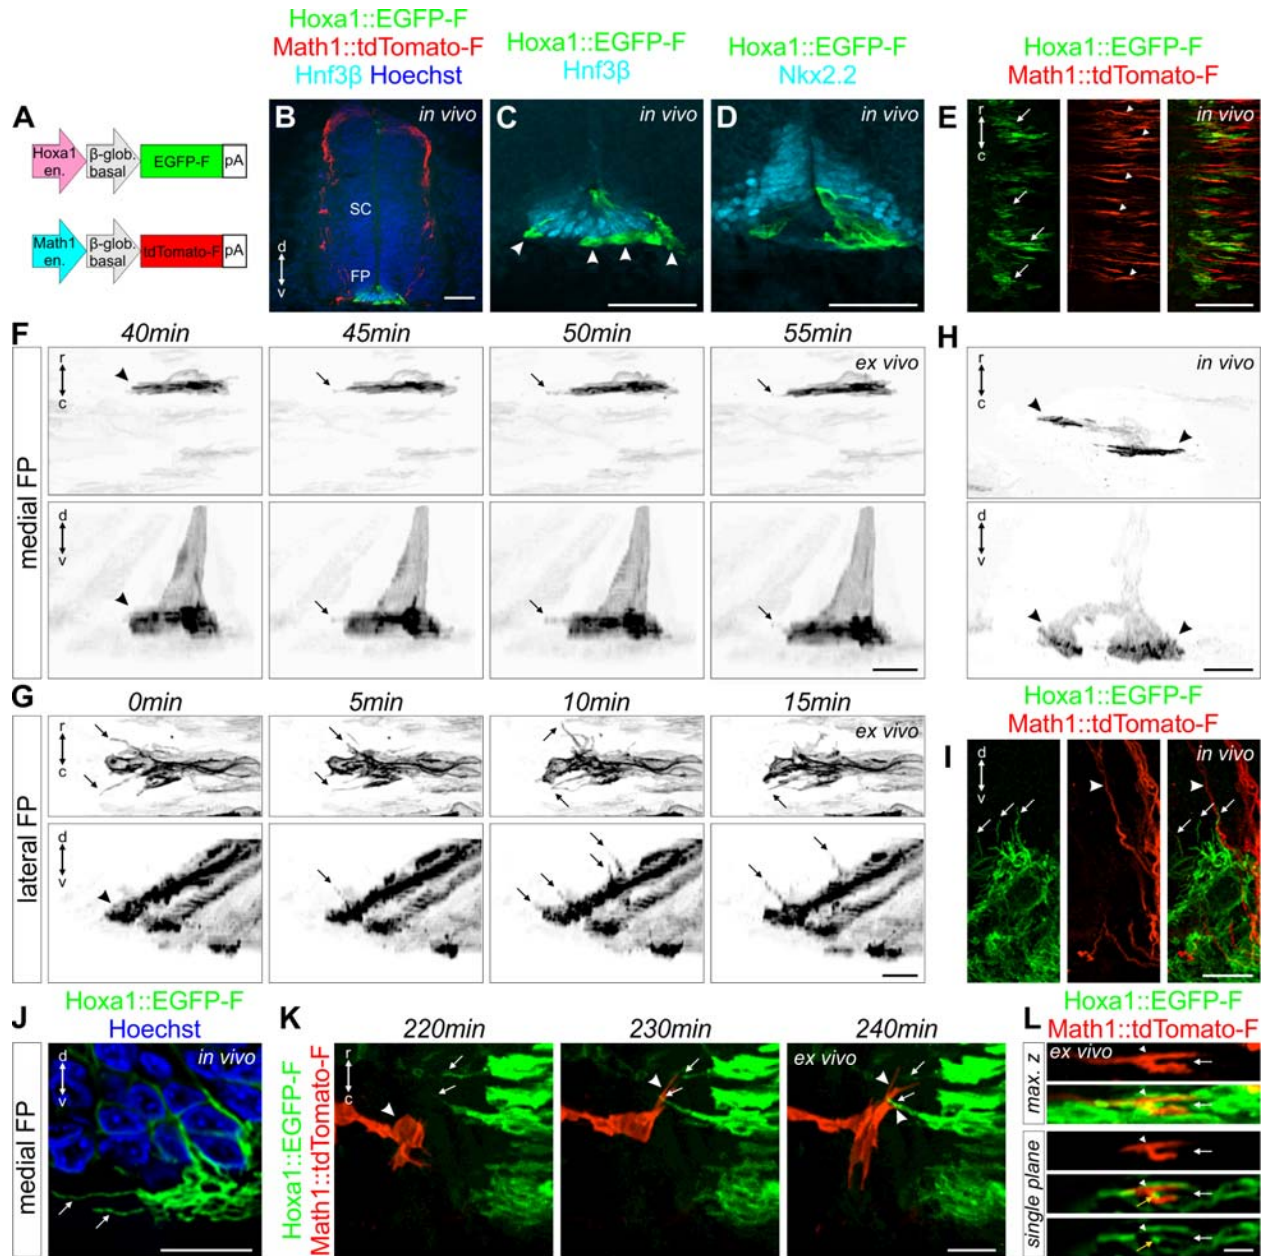 Hoxa1::EGFP-F
Math1::tdTomato-F
Hnf3β Hoechst
Hoxa1::EGFP-F
Hnf3β
Hoxa1::EGFP-F
Nkx2.2
Hoxa1::EGFP-F
Math1::tdTomato-F
A
Hoxa1 en.
β-glob. basal
EGFP-F
pA
Math1 en.
β-glob. basal
tdTomato-F
pA
B
in vivo
SC
FP
d
v
C
in vivo
D
in vivo
E
r
c
in vivo
F
40min
45min
50min
55min
medial FP
r
c
ex vivo
d
v
H
r
c
in vivo
d
v
G
0min
5min
10min
15min
lateral FP
r
c
ex vivo
d
v
Hoxa1::EGFP-F
Math1::tdTomato-F
I
d
v
in vivo
J
Hoxa1::EGFP-F
Hoechst
medial FP
d
v
in vivo
K
220min
230min
240min
Hoxa1::EGFP-F
Math1::tdTomato-F
r
c
ex vivo
L
Hoxa1::EGFP-F
Math1::tdTomato-F
ex vivo
max. z
single plane